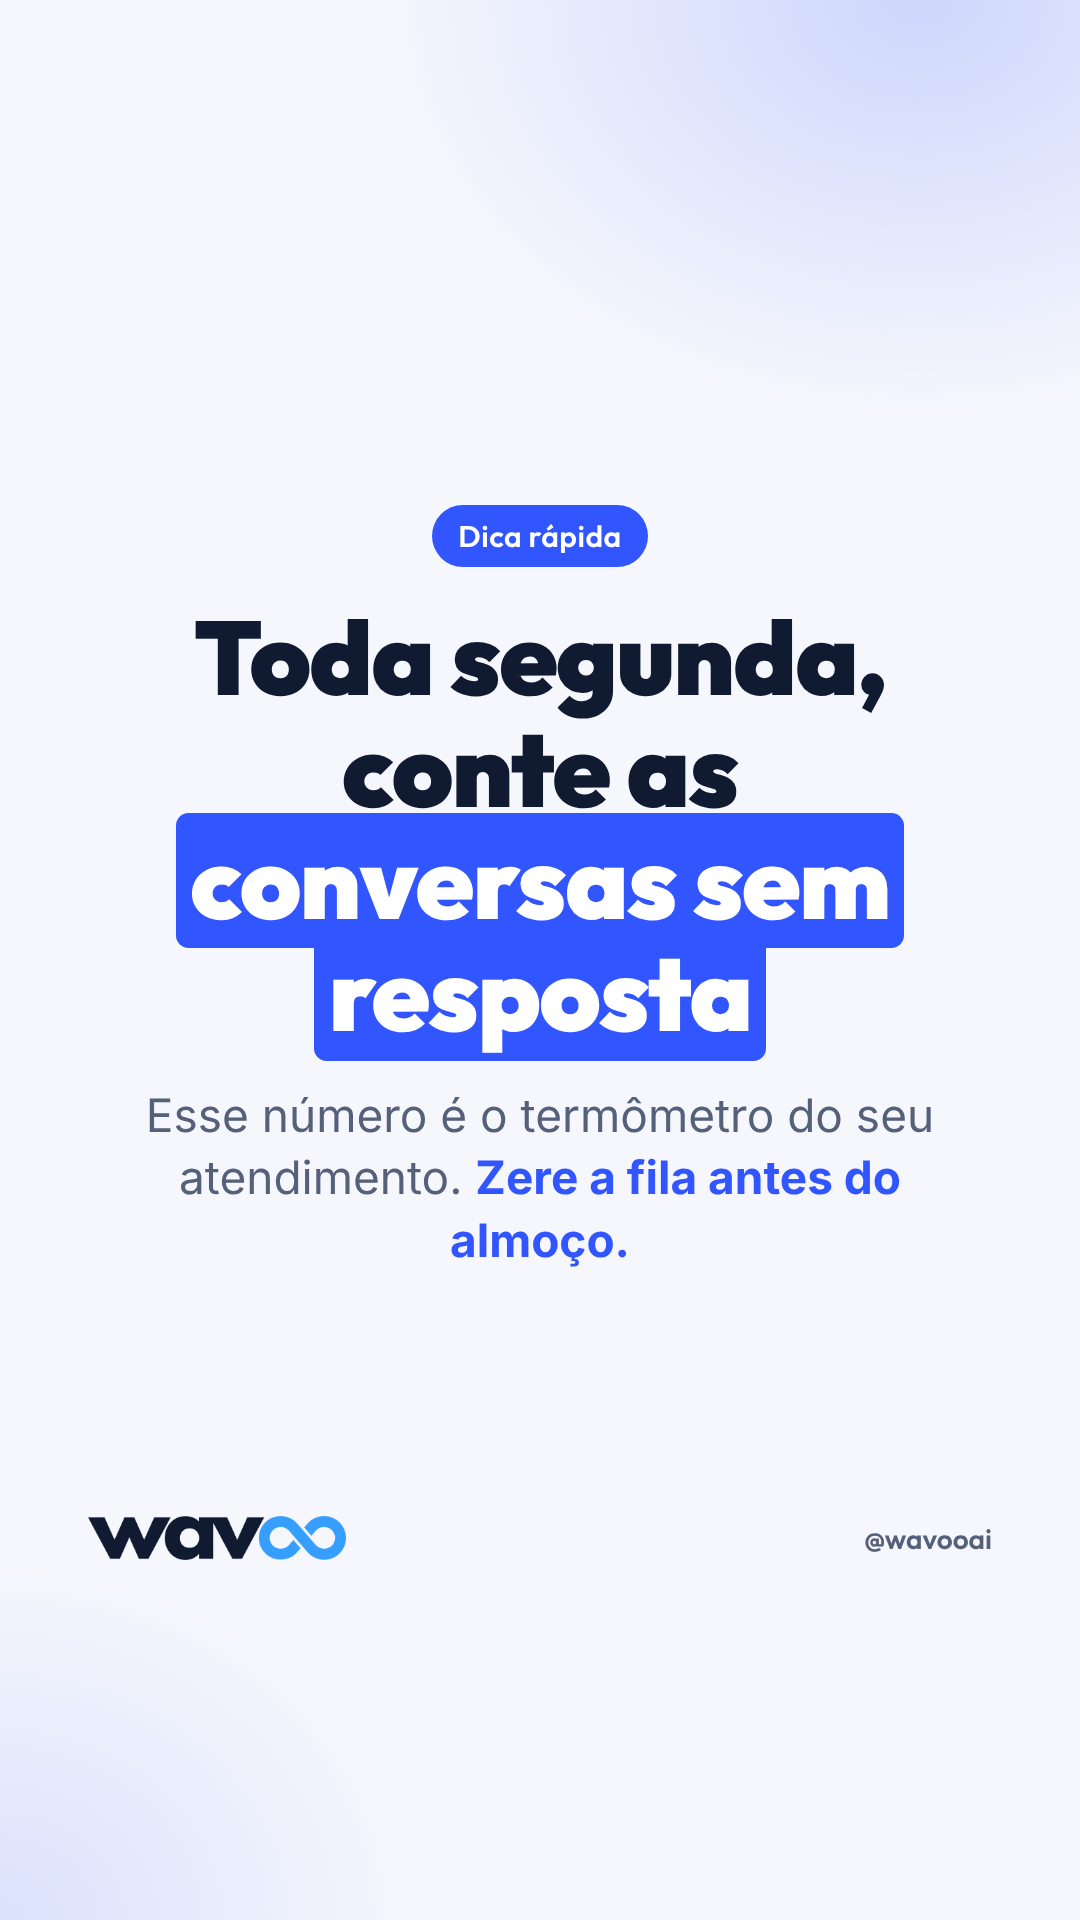 Dica rápida
Toda segunda,
conte as
conversas sem
resposta
Esse número é o termômetro do seu
atendimento. Zere a fila antes do
almoço.
wavoo
@wavooai